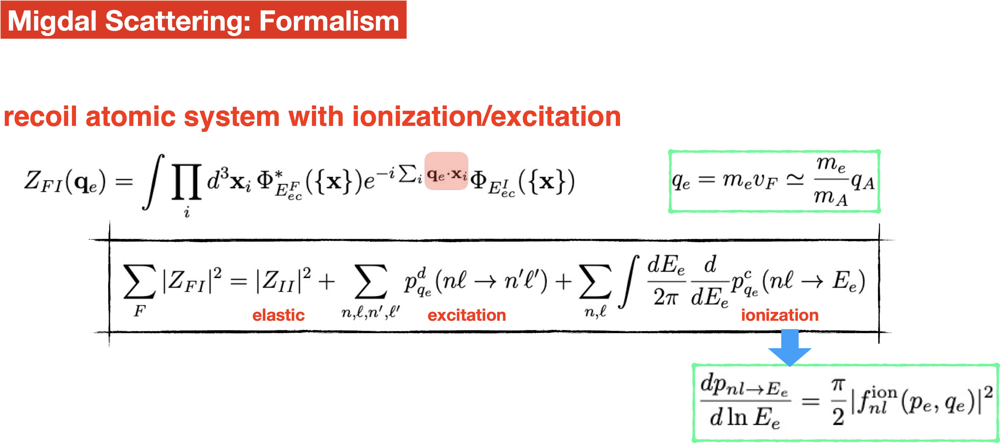 Migdal Scattering: Formalism
recoil atomic system with ionization/excitation
$Z_{FI}(\mathbf{q}_e) = \int \prod_i d^3\mathbf{x}_i \, \Phi^*_{E^F_{ec}}(\{\mathbf{x}\}) e^{-i\sum_i \mathbf{q}_e \cdot \mathbf{x}_i} \Phi_{E^I_{ec}}(\{\mathbf{x}\})$
$q_e = m_e v_F \simeq \frac{m_e}{m_A} q_A$
$\sum_F |Z_{FI}|^2 = |Z_{II}|^2 + \sum_{n,\ell,n',\ell'} p^d_{q_e}(n\ell \to n'\ell') + \sum_{n,\ell} \int \frac{dE_e}{2\pi} \frac{d}{dE_e} p^c_{q_e}(n\ell \to E_e)$
elastic excitation ionization
$\frac{dp_{nl \to E_e}}{d \ln E_e} = \frac{\pi}{2} |f^{\text{ion}}_{nl}(p_e, q_e)|^2$